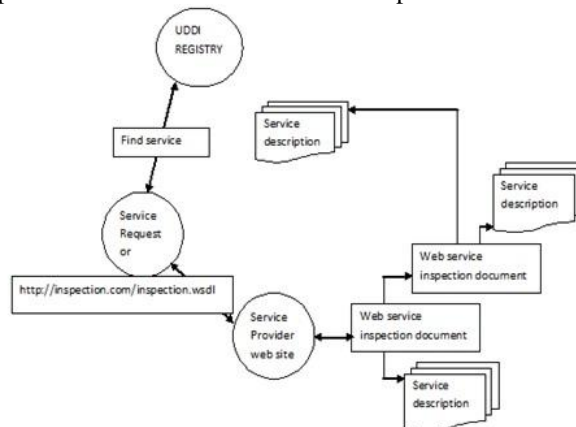 UDDI
REGISTRY
Find service
Service
description
Service
description
Service
Request
or
Web service
inspection document
http://inspection.com/inspection.wsdl
Service
Provider
web site
Web service
inspection document
Service
description